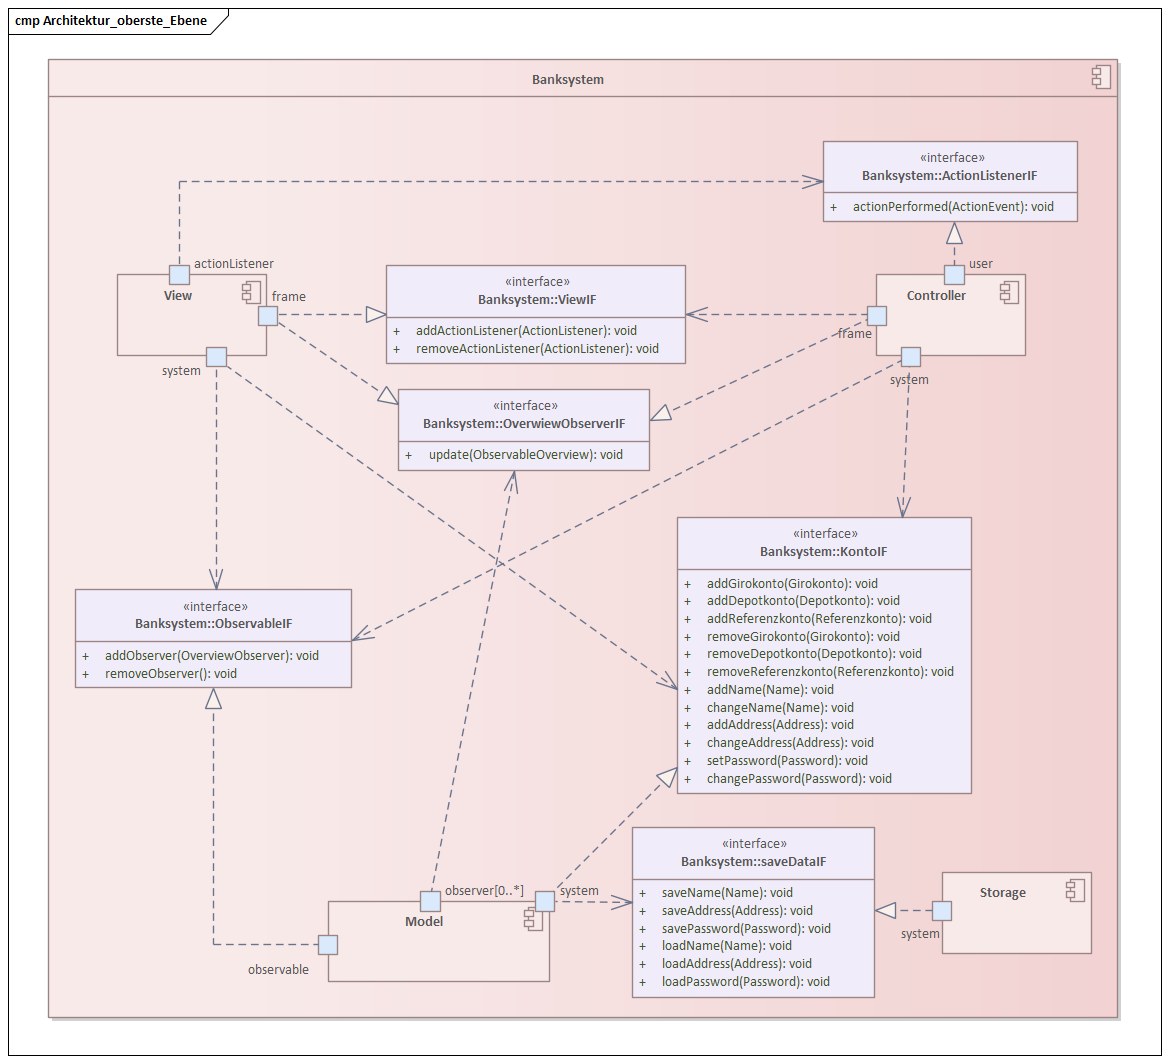 cmp Architektur_oberste_Ebene
Banksystem
«interface»
Banksystem::ActionListenerIF
+ actionPerformed(ActionEvent): void
actionListener
View
frame
system
«interface»
Banksystem::ViewIF
+ addActionListener(ActionListener): void
+ removeActionListener(ActionListener): void
user
Controller
frame
system
«interface»
Banksystem::OverwiewObserverIF
+ update(ObservableOverview): void
«interface»
Banksystem::KontoIF
+ addGirokonto(Girokonto): void
+ addDepotkonto(Depotkonto): void
+ addReferenzkonto(Referenzkonto): void
+ removeGirokonto(Girokonto): void
+ removeDepotkonto(Depotkonto): void
+ removeReferenzkonto(Referenzkonto): void
+ addName(Name): void
+ changeName(Name): void
+ addAddress(Address): void
+ changeAddress(Address): void
+ setPassword(Password): void
+ changePassword(Password): void
«interface»
Banksystem::ObservableIF
+ addObserver(OverviewObserver): void
+ removeObserver(): void
observer[0..*]
system
Model
observable
«interface»
Banksystem::saveDataIF
+ saveName(Name): void
+ saveAddress(Address): void
+ savePassword(Password): void
+ loadName(Name): void
+ loadAddress(Address): void
+ loadPassword(Password): void
Storage
system